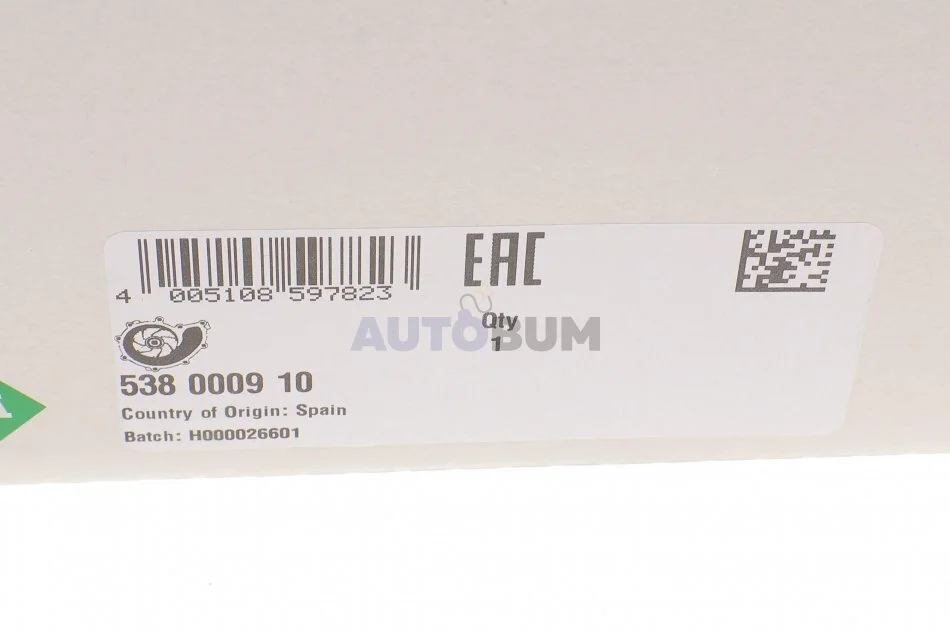 4 005108 597823
EAC
Qty
1
AUTOBUM
538 0009 10
Country of Origin: Spain
Batch: H000026601